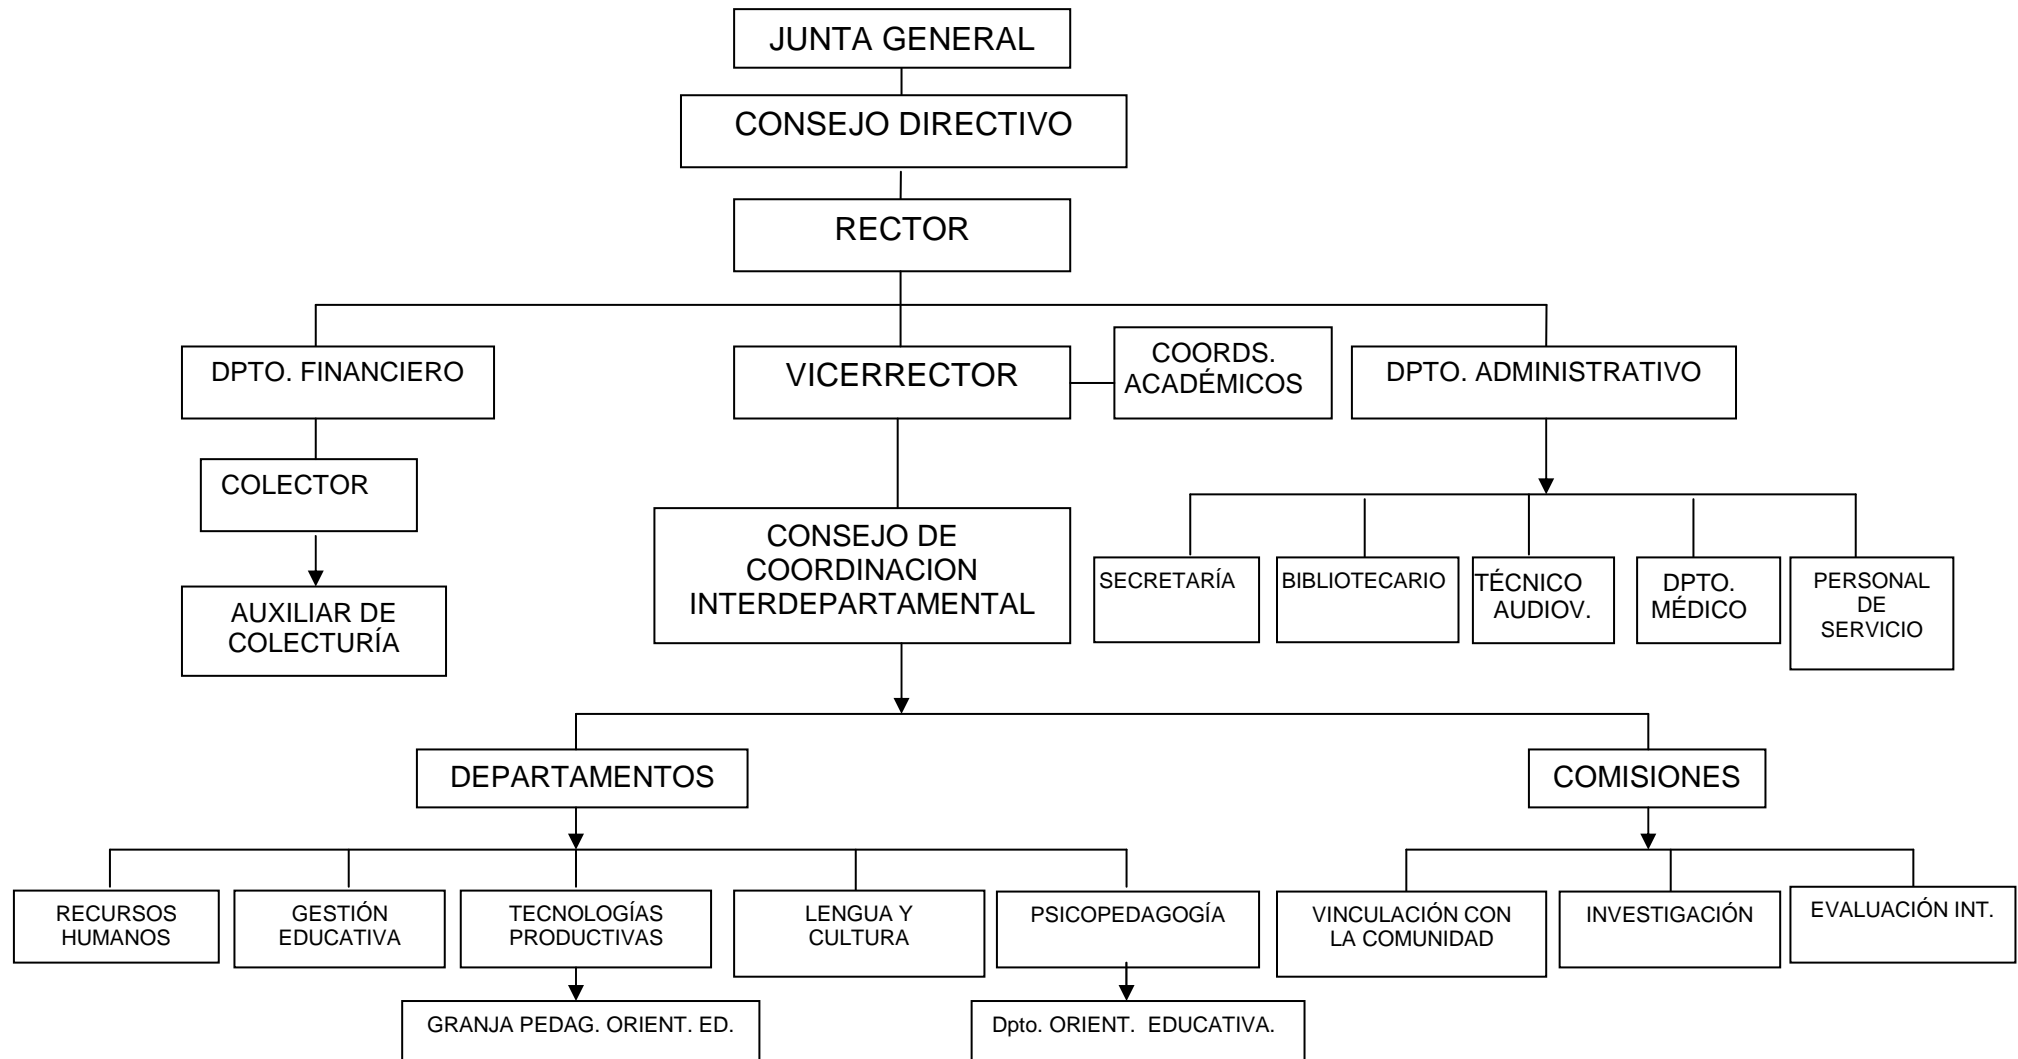 JUNTA GENERAL
CONSEJO DIRECTIVO
RECTOR
DPTO. FINANCIERO
VICERRECTOR
COORDS.
ACADÉMICOS
DPTO. ADMINISTRATIVO
COLECTOR
AUXILIAR DE
COLECTURÍA
CONSEJO DE
COORDINACION
INTERDEPARTAMENTAL
SECRETARÍA
BIBLIOTECARIO
TÉCNICO
AUDIOV.
DPTO.
MÉDICO
PERSONAL
DE
SERVICIO
DEPARTAMENTOS
COMISIONES
RECURSOS
HUMANOS
GESTIÓN
EDUCATIVA
TECNOLOGÍAS
PRODUCTIVAS
LENGUA Y
CULTURA
PSICOPEDAGOGÍA
VINCULACIÓN CON
LA COMUNIDAD
INVESTIGACIÓN
EVALUACIÓN INT.
GRANJA PEDAG. ORIENT. ED.
Dpto. ORIENT. EDUCATIVA.